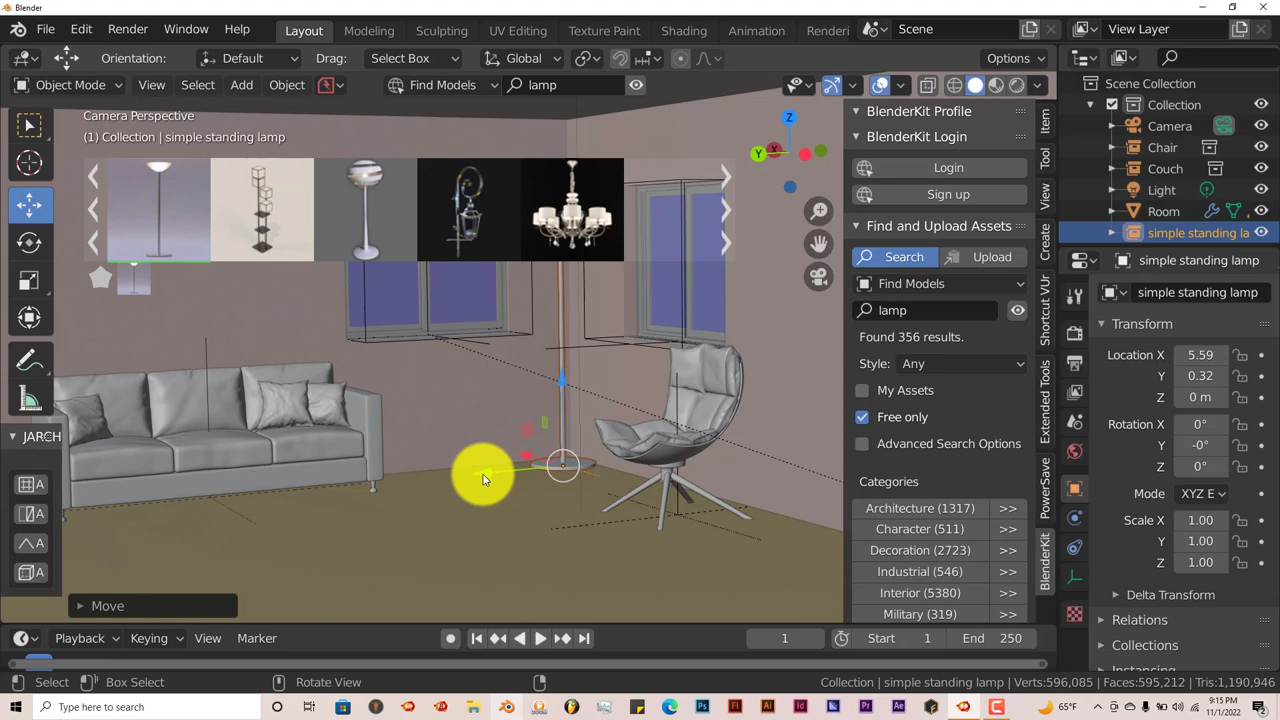 Blender
File Edit Render Window Help Layout Modeling Sculpting UV Editing Texture Paint Shading Animation Renderi Scene View Layer
Orientation: Default Drag: Select Box Global Options
Object Mode View Select Add Object Find Models lamp
Camera Perspective
(1) Collection | simple standing lamp
Z
Y
X
JARCH
A
A
A
A
Move
BlenderKit Profile
BlenderKit Login
Login
Sign up
Find and Upload Assets
Search Upload
Find Models
lamp
Found 356 results.
Style: Any
My Assets
Free only
Advanced Search Options
Categories
Architecture (1317) >>
Character (511) >>
Decoration (2723) >>
Industrial (546) >>
Interior (5380) >>
Military (319) >>
Item
Tool
View
Create
Shortcut VUr
Extended Tools
PowerSave
BlenderKit
Scene Collection
Collection
Camera
Chair
Couch
Light
Room
simple standing la
simple standing lamp
simple standing lamp
Transform
Location X 5.59
Y 0.32
Z 0 m
Rotation X 0°
Y -0°
Z 0°
Mode XYZ E
Scale X 1.00
Y 1.00
Z 1.00
Delta Transform
Relations
Collections
Instancing
Playback Keying View Marker 1 Start 1 End 250
Select Box Select Rotate View Collection | simple standing lamp | Verts:596,085 | Faces:595,212 | Tris:1,190,946
Type here to search 65°F 9:15 PM
11/1/2022